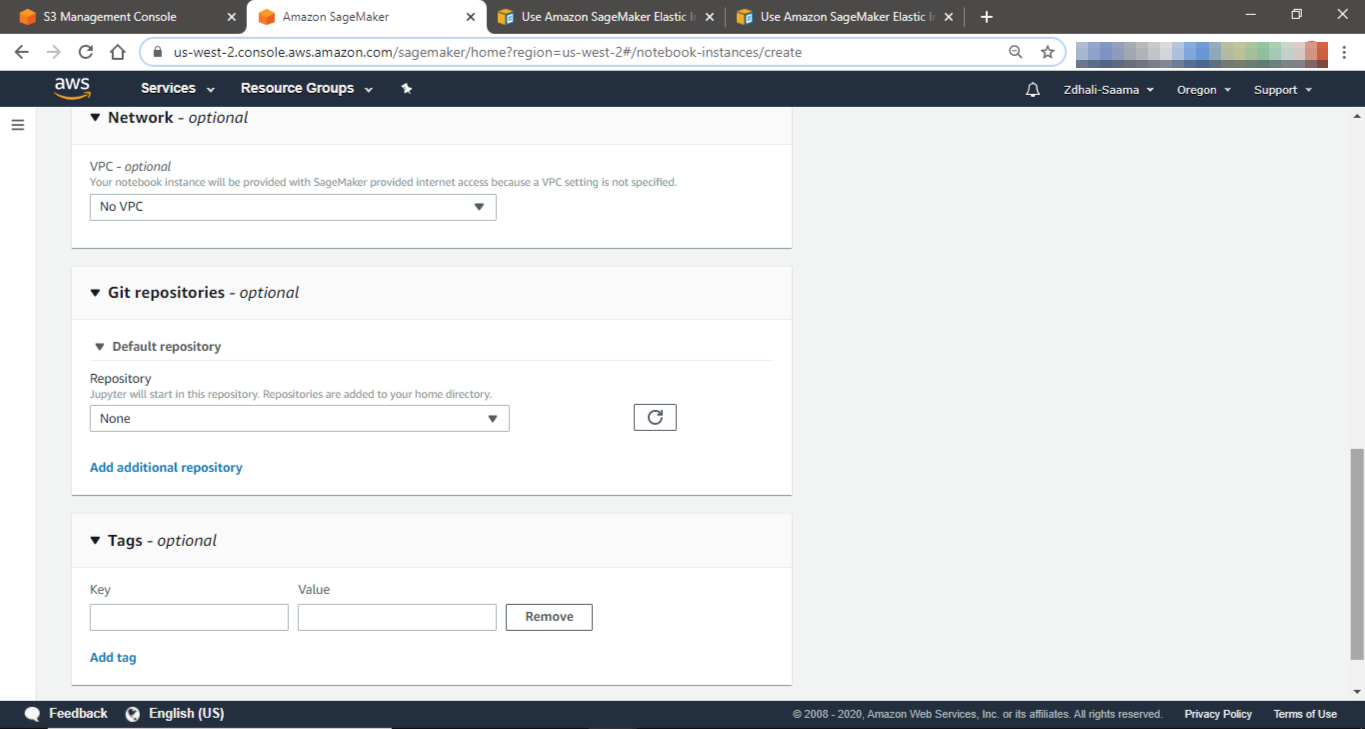 S3 Management Console
Amazon SageMaker
Use Amazon SageMaker Elastic
Use Amazon SageMaker Elastic
us-west-2.console.aws.amazon.com/sagemaker/home?region=us-west-2#/notebook-instances/create
aws Services Resource Groups Zdhali-Saama Oregon Support
Network - optional
VPC - optional
Your notebook instance will be provided with SageMaker provided internet access because a VPC setting is not specified.
No VPC
Git repositories - optional
Default repository
Repository
Jupyter will start in this repository. Repositories are added to your home directory.
None
Add additional repository
Tags - optional
Key Value
Remove
Add tag
Feedback English (US) © 2008 - 2020, Amazon Web Services, Inc. or its affiliates. All rights reserved. Privacy Policy Terms of Use